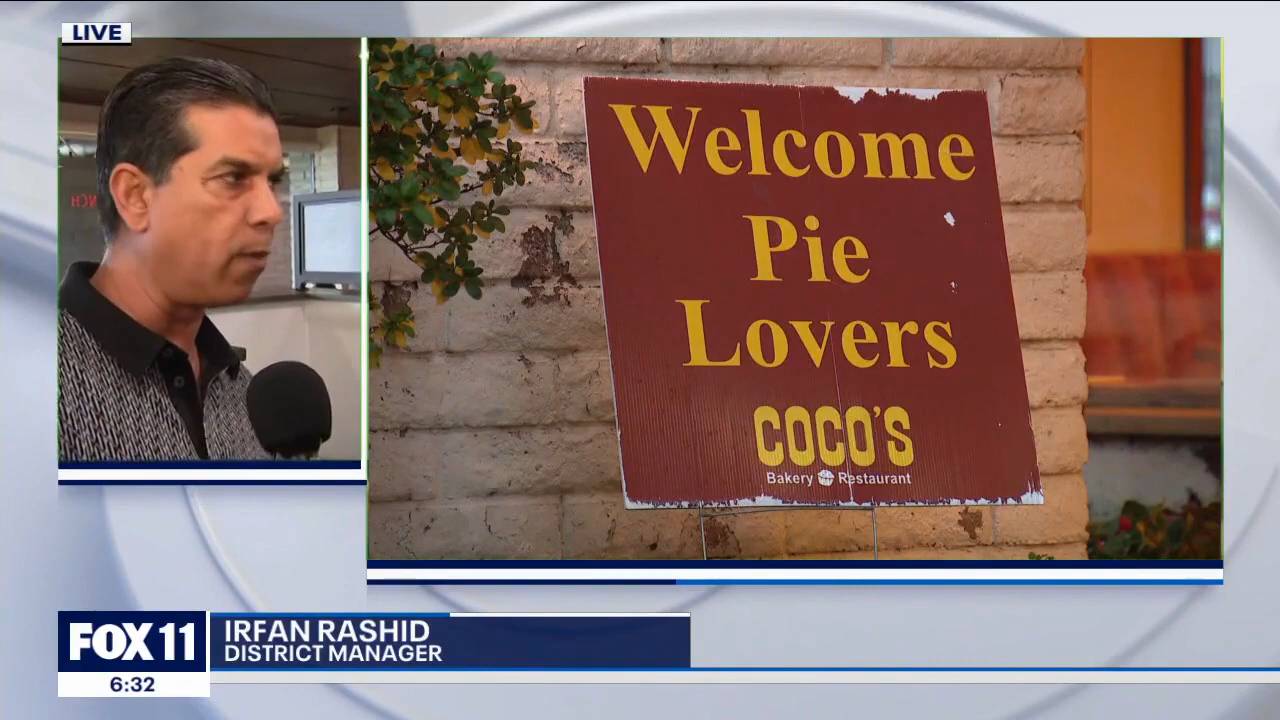 LIVE
Welcome
Pie
Lovers
COCO'S
Bakery Restaurant
FOX 11
6:32
IRFAN RASHID
DISTRICT MANAGER